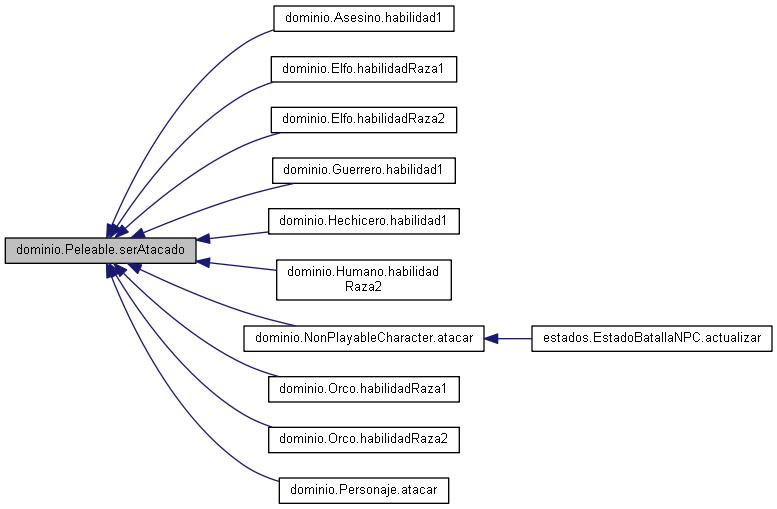 dominio.Asesino.habilidad1
dominio.Elfo.habilidadRaza1
dominio.Elfo.habilidadRaza2
dominio.Guerrero.habilidad1
dominio.Hechicero.habilidad1
dominio.Peleable.serAtacado
dominio.Humano.habilidad
Raza2
dominio.NonPlayableCharacter.atacar
estados.EstadoBatallaNPC.actualizar
dominio.Orco.habilidadRaza1
dominio.Orco.habilidadRaza2
dominio.Personaje.atacar